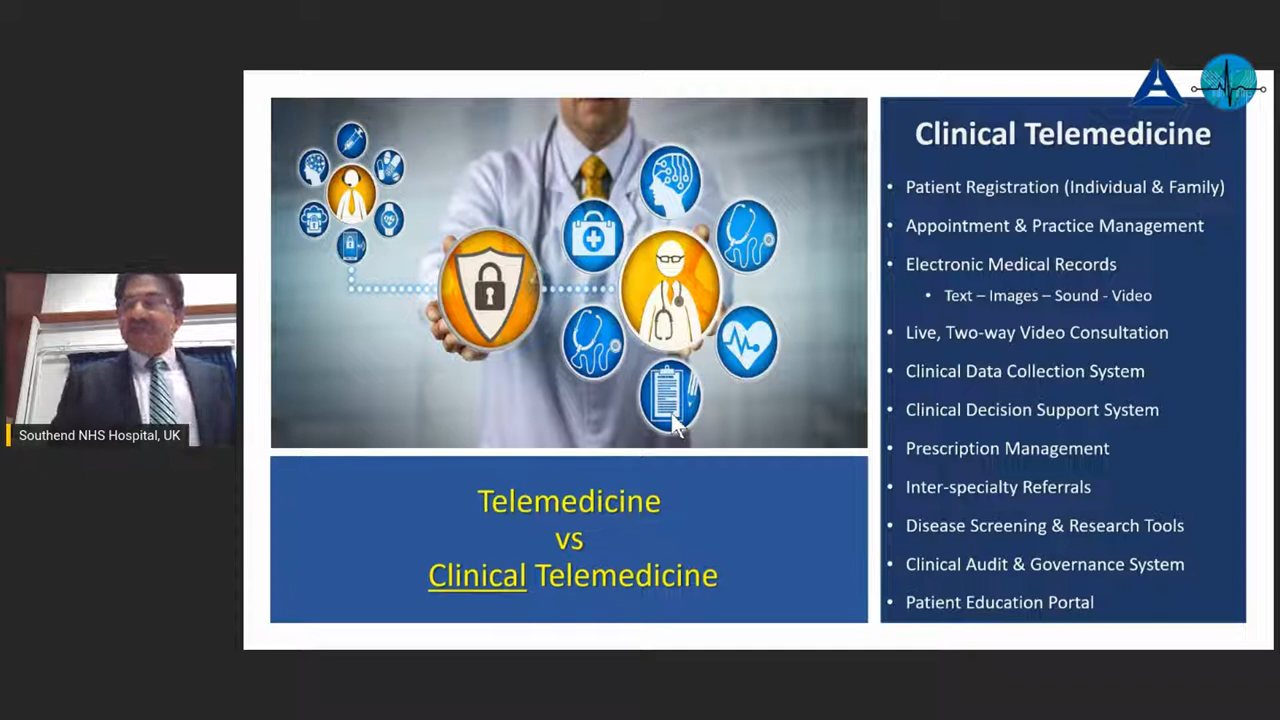 Clinical Telemedicine
• Patient Registration (Individual & Family)
• Appointment & Practice Management
• Electronic Medical Records
• Text – Images – Sound - Video
• Live, Two-way Video Consultation
• Clinical Data Collection System
• Clinical Decision Support System
• Prescription Management
• Inter-specialty Referrals
• Disease Screening & Research Tools
• Clinical Audit & Governance System
• Patient Education Portal
Telemedicine
vs
Clinical Telemedicine
Southend NHS Hospital, UK